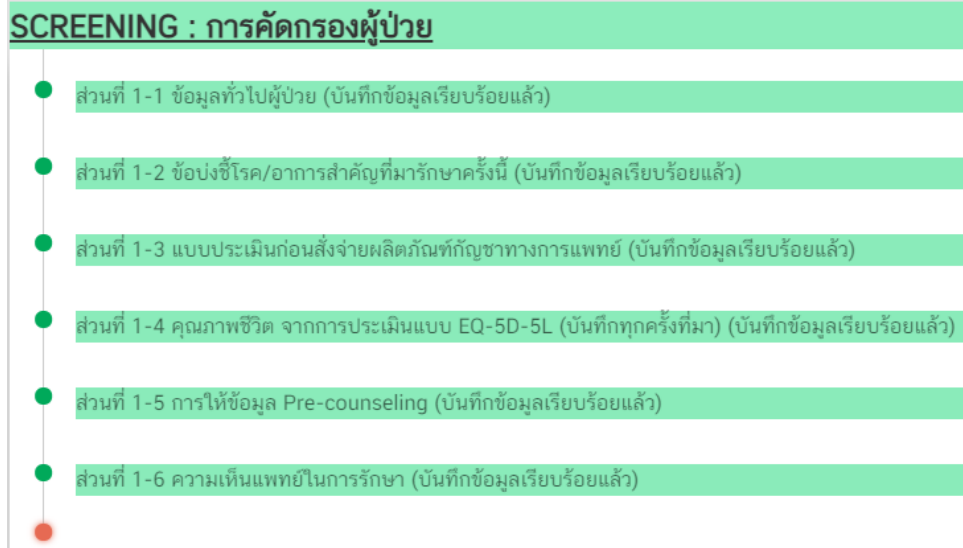 SCREENING : การคัดกรองผู้ป่วย
ส่วนที่ 1-1 ข้อมูลทั่วไปผู้ป่วย (บันทึกข้อมูลเรียบร้อยแล้ว)
ส่วนที่ 1-2 ข้อบ่งชี้โรค/อาการสำคัญที่มารักษาครั้งนี้ (บันทึกข้อมูลเรียบร้อยแล้ว)
ส่วนที่ 1-3 แบบประเมินก่อนสั่งจ่ายผลิตภัณฑ์กัญชาทางการแพทย์ (บันทึกข้อมูลเรียบร้อยแล้ว)
ส่วนที่ 1-4 คุณภาพชีวิต จากการประเมินแบบ EQ-5D-5L (บันทึกทุกครั้งที่มา) (บันทึกข้อมูลเรียบร้อยแล้ว)
ส่วนที่ 1-5 การให้ข้อมูล Pre-counseling (บันทึกข้อมูลเรียบร้อยแล้ว)
ส่วนที่ 1-6 ความเห็นแพทย์ในการรักษา (บันทึกข้อมูลเรียบร้อยแล้ว)